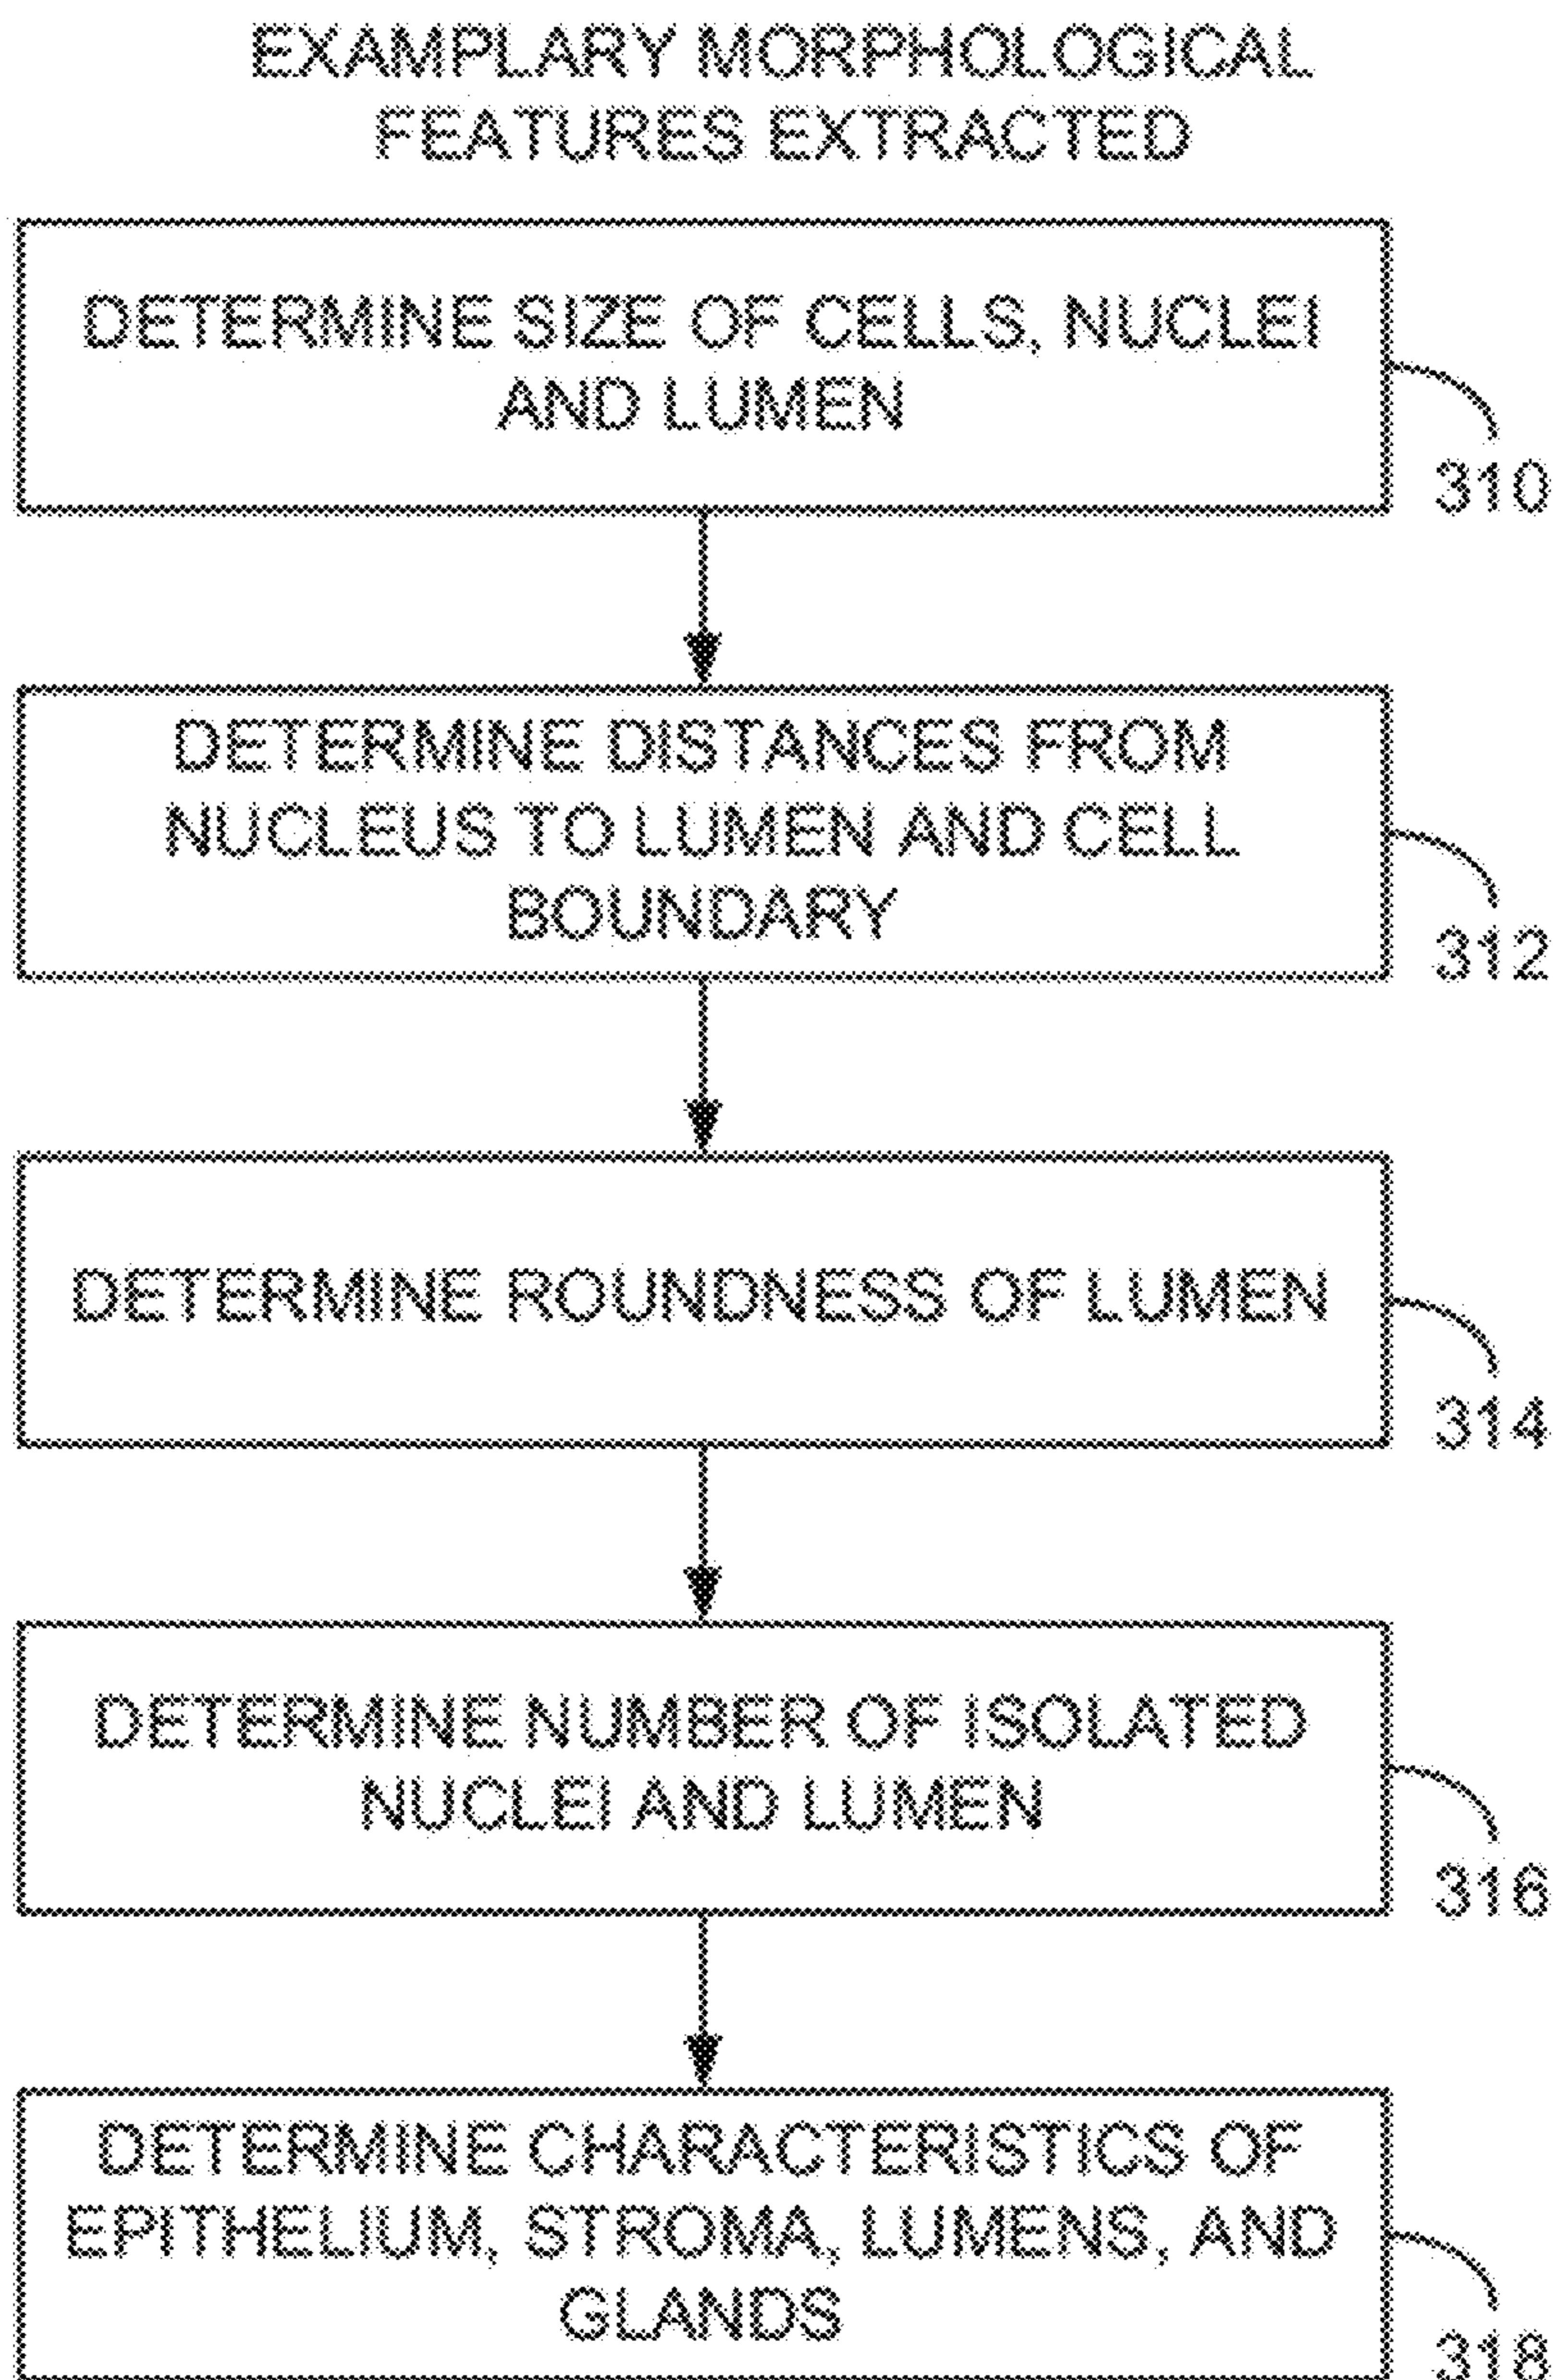 EXAMPLARY MORPHOLOGICAL
FEATURES EXTRACTED
DETERMINE SIZE OF CELLS, NUCLEI
AND LUMEN
310
DETERMINE DISTANCES FROM
NUCLEUS TO LUMEN AND CELL
BOUNDARY
312
DETERMINE ROUNDNESS OF LUMEN
314
DETERMINE NUMBER OF ISOLATED
NUCLEI AND LUMEN
316
DETERMINE CHARACTERISTICS OF
EPITHELIUM, STROMA, LUMENS, AND
GLANDS
318